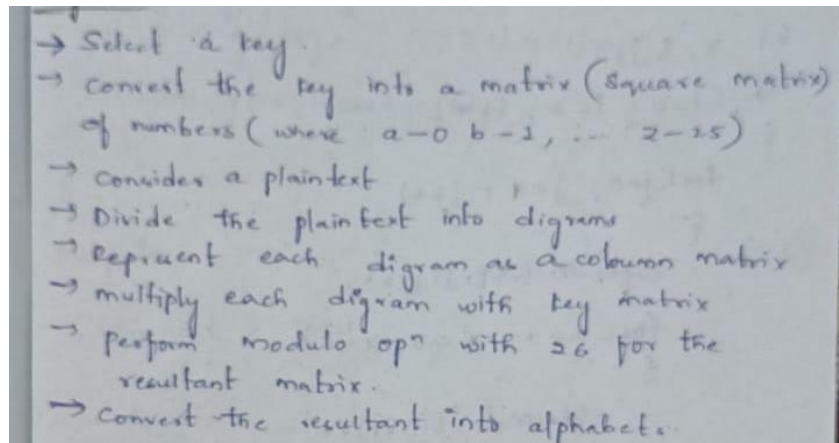 → Select a key.
→ Convert the key into a matrix (square matrix)
of numbers (where a-0 b-1, ... z-25)
→ Consider a plaintext
→ Divide the plaintext into digrams
→ Represent each digram as a coloumn matrix
→ multiply each digram with key matrix
→ perform modulo opn with 26 for the
resultant matrix.
→ Convert the resultant into alphabets.